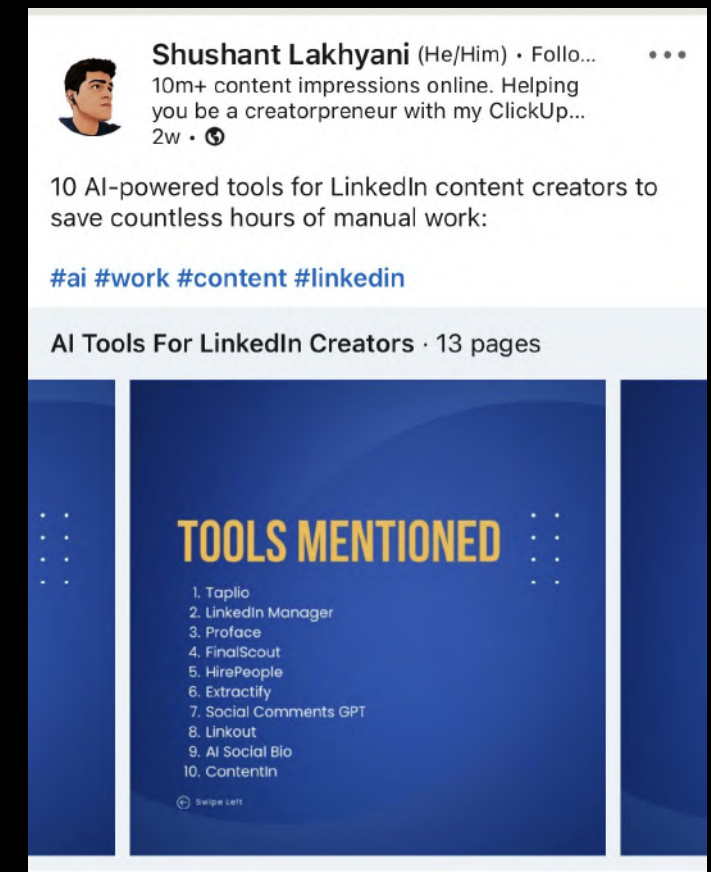 Shushant Lakhyani (He/Him) · Follo...
10m+ content impressions online. Helping
you be a creatorpreneur with my ClickUp...
2w ·
10 AI-powered tools for LinkedIn content creators to
save countless hours of manual work:
#ai #work #content #linkedin
AI Tools For LinkedIn Creators · 13 pages
TOOLS MENTIONED
1. Taplio
2. LinkedIn Manager
3. Proface
4. FinalScout
5. HirePeople
6. Extractify
7. Social Comments GPT
8. Linkout
9. AI Social Bio
10. ContentIn
Swipe Left